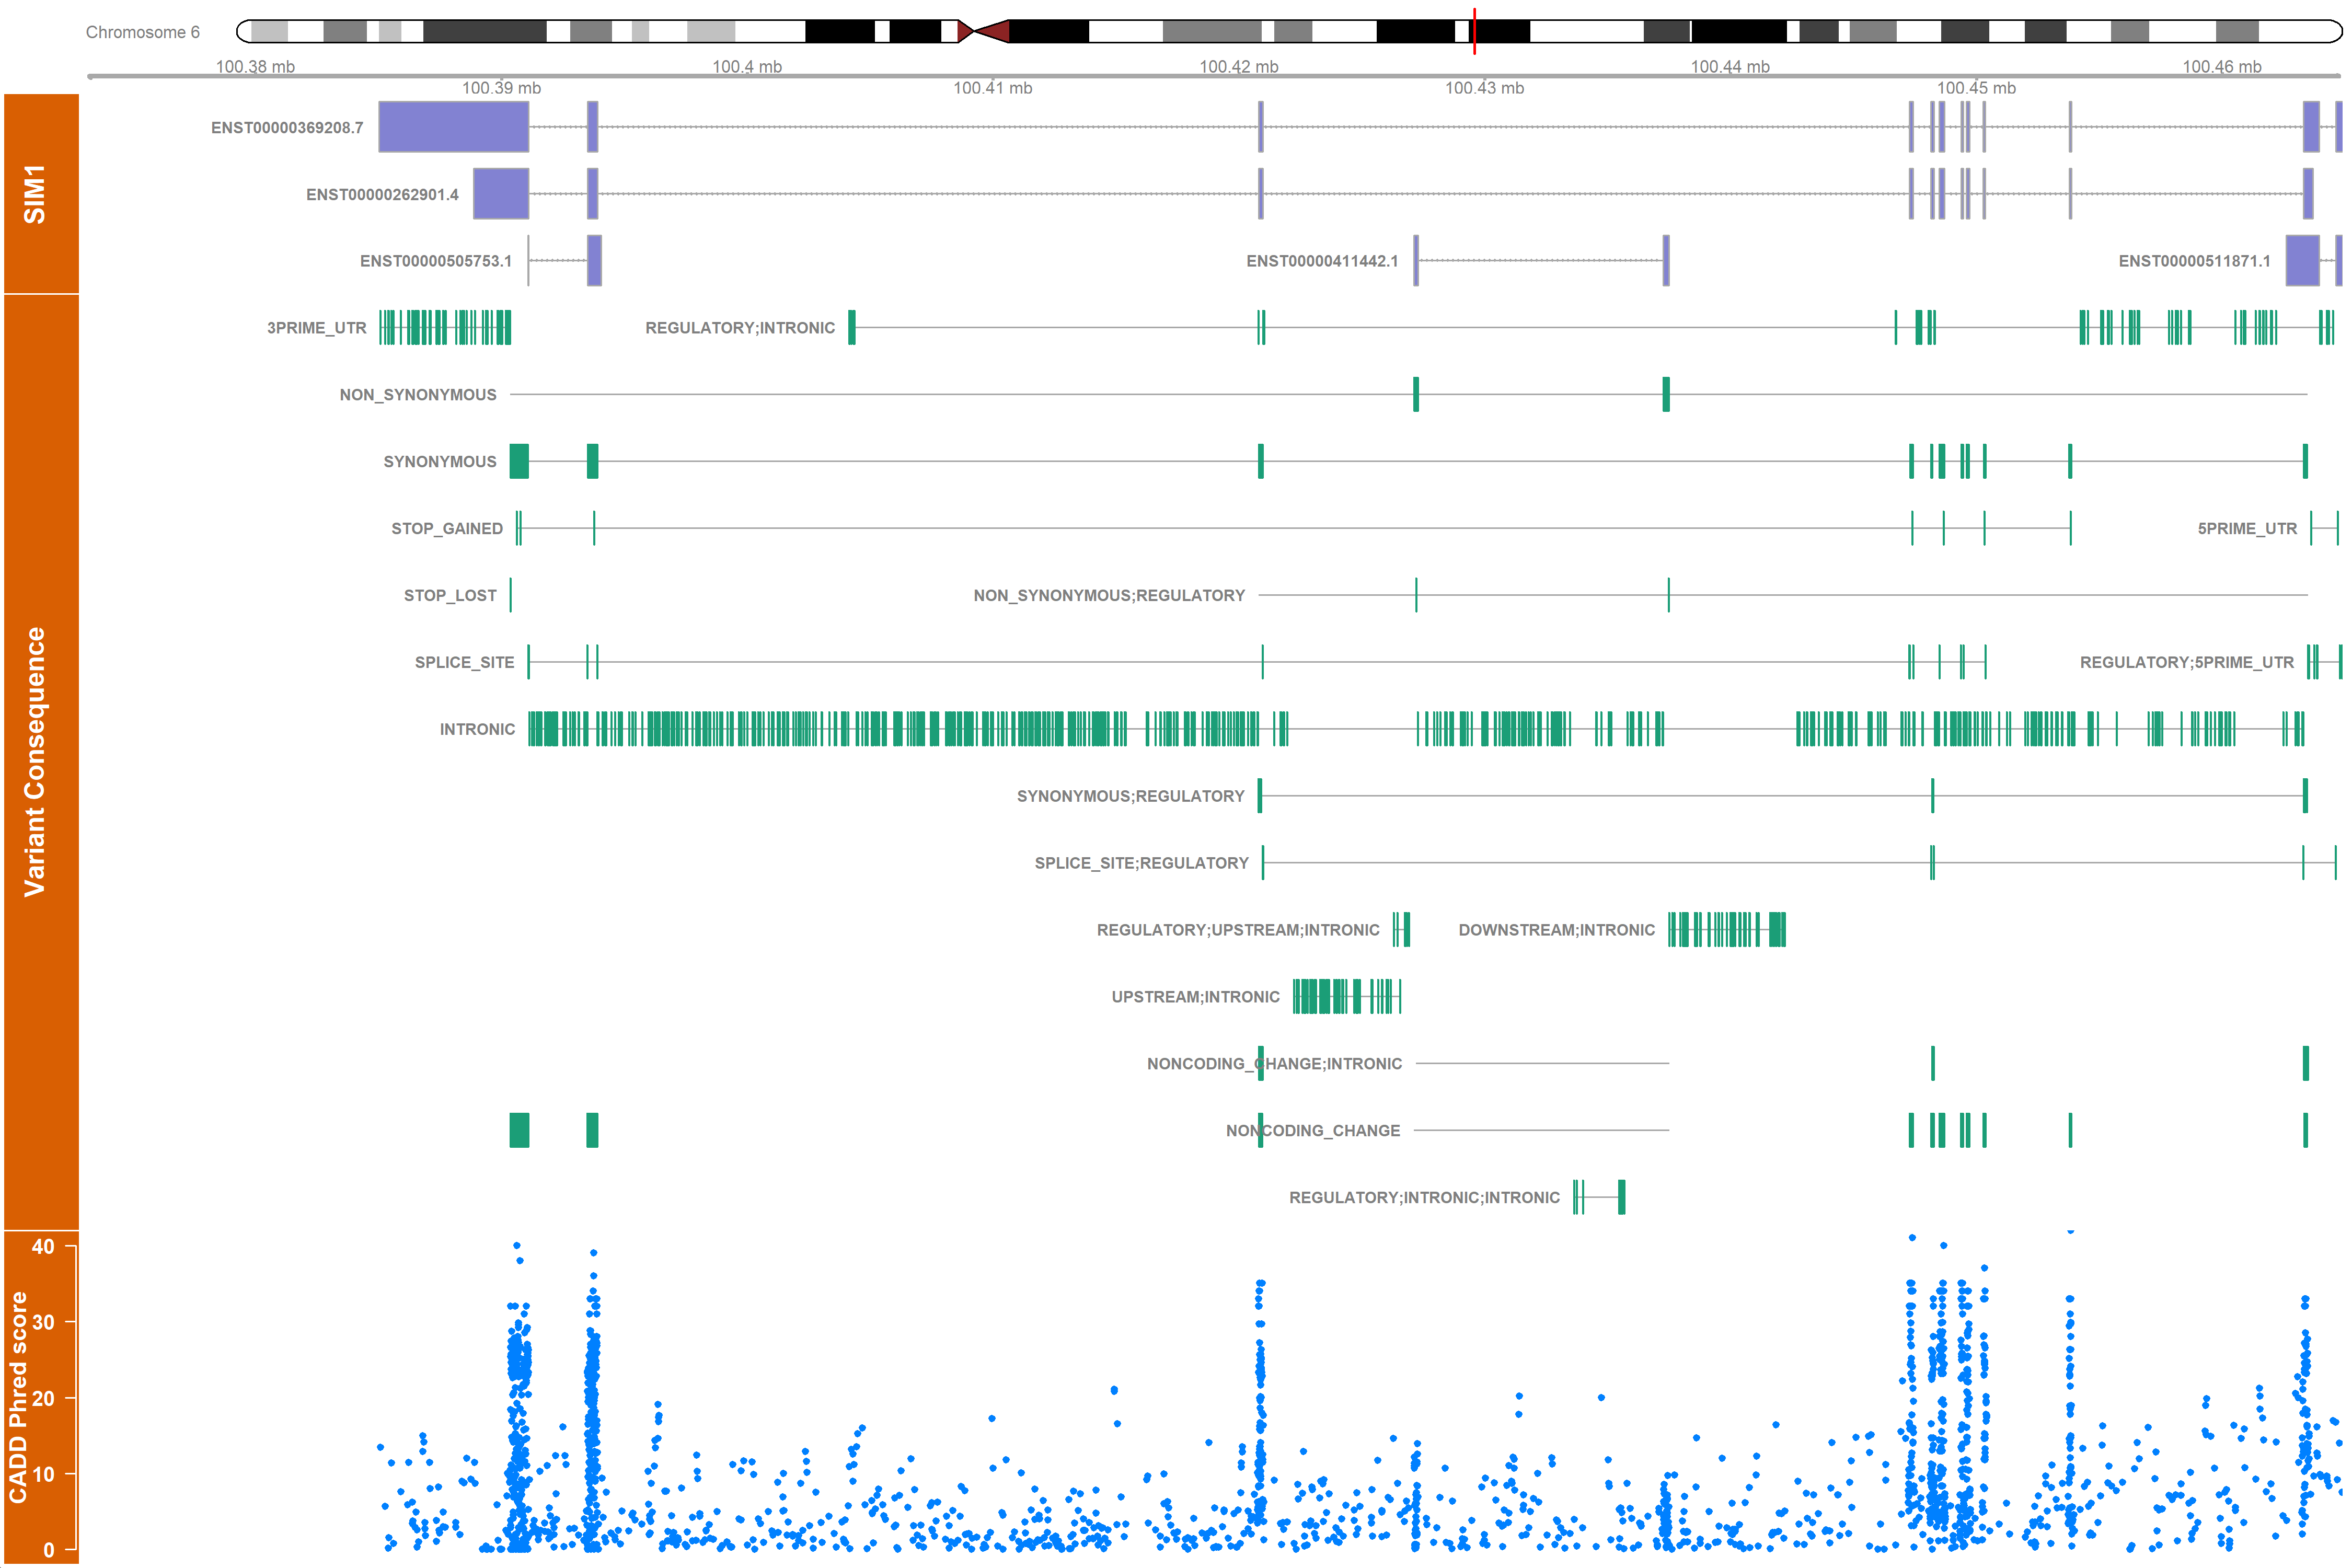 Chromosome 6
100.38 mb 100.4 mb 100.42 mb 100.44 mb 100.46 mb
100.39 mb 100.41 mb 100.43 mb 100.45 mb
SIM1
ENST00000369208.7
ENST00000262901.4
ENST00000505753.1 ENST00000411442.1 ENST00000511871.1
Variant Consequence
3PRIME_UTR REGULATORY;INTRONIC
NON_SYNONYMOUS
SYNONYMOUS
STOP_GAINED 5PRIME_UTR
STOP_LOST NON_SYNONYMOUS;REGULATORY
SPLICE_SITE REGULATORY;5PRIME_UTR
INTRONIC
SYNONYMOUS;REGULATORY
SPLICE_SITE;REGULATORY
REGULATORY;UPSTREAM;INTRONIC DOWNSTREAM;INTRONIC
UPSTREAM;INTRONIC
NONCODING_CHANGE;INTRONIC
NONCODING_CHANGE
REGULATORY;INTRONIC;INTRONIC
CADD Phred score
40
30
20
10
0